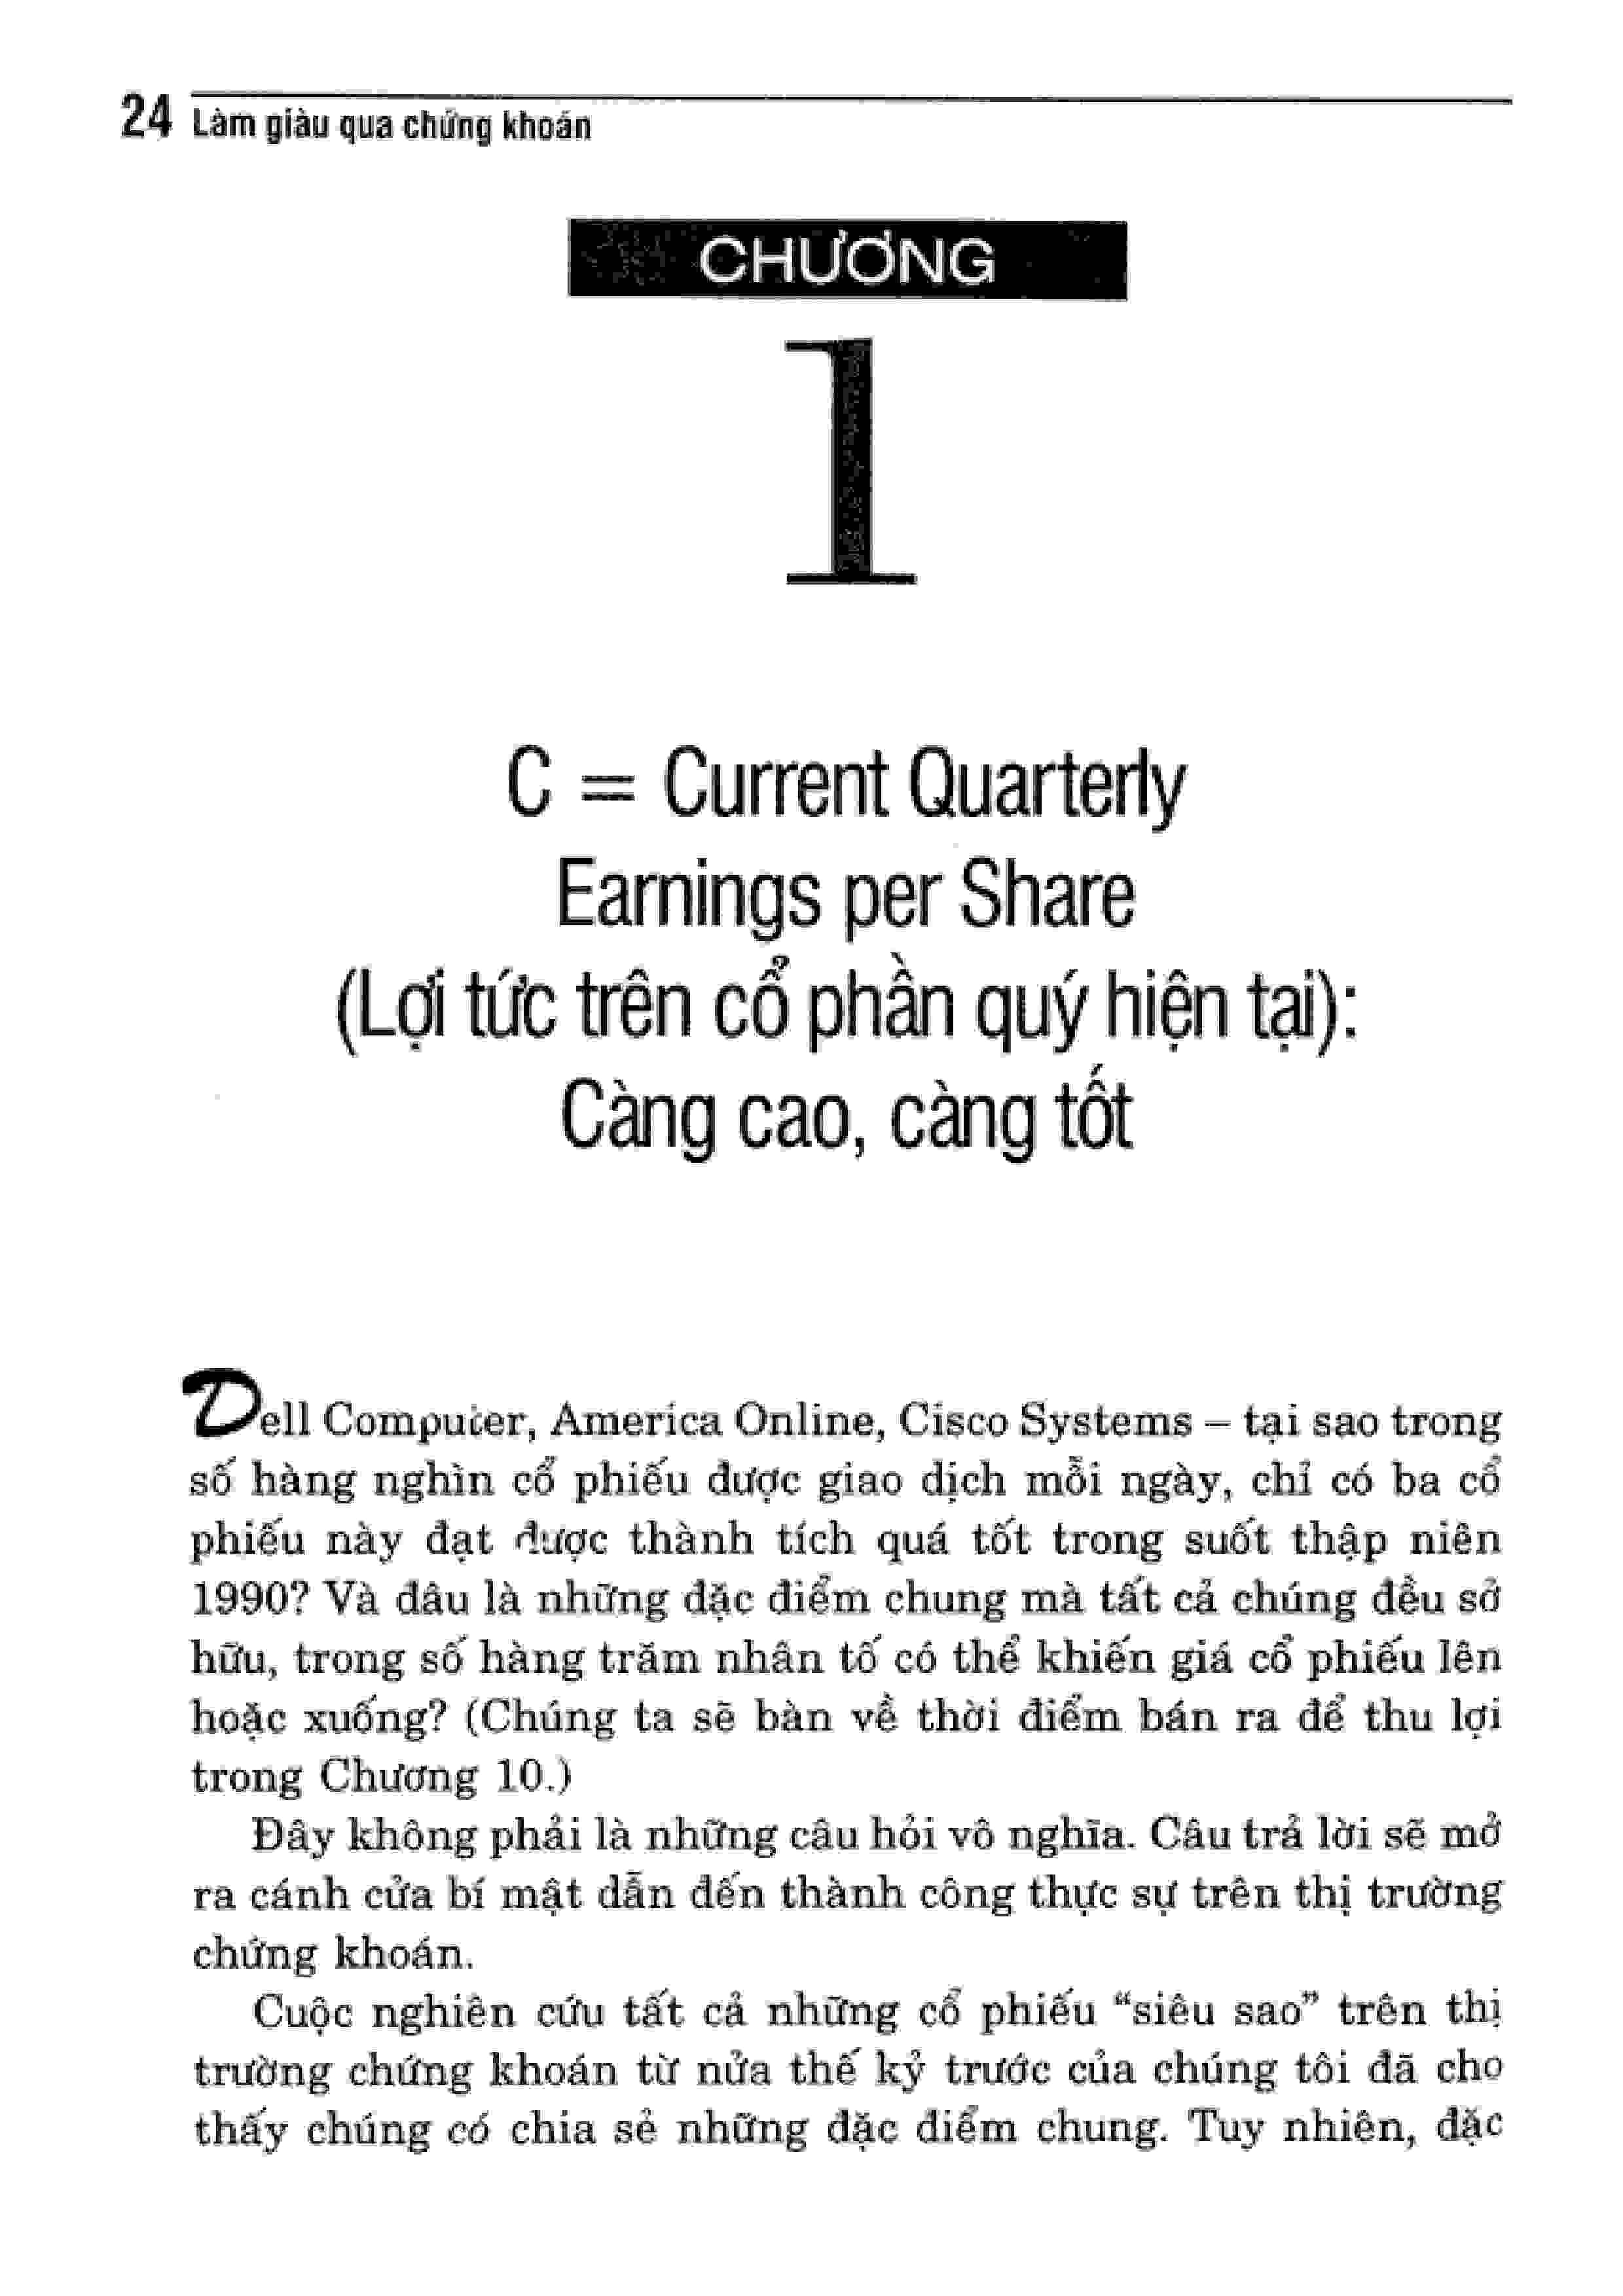 24 Làm giàu qua chứng khoán
CHƯƠNG
1
C = Current Quarterly
Earnings per Share
(Lợi tức trên cổ phần quý hiện tại):
Càng cao, càng tốt
Dell Computer, America Online, Cisco Systems – tại sao trong
số hàng nghìn cổ phiếu được giao dịch mỗi ngày, chỉ có ba cổ
phiếu này đạt được thành tích quá tốt trong suốt thập niên
1990? Và đâu là những đặc điểm chung mà tất cả chúng đều sở
hữu, trong số hàng trăm nhân tố có thể khiến giá cổ phiếu lên
hoặc xuống? (Chúng ta sẽ bàn về thời điểm bán ra để thu lợi
trong Chương 10.)
Đây không phải là những câu hỏi vô nghĩa. Câu trả lời sẽ mở
ra cánh cửa bí mật dẫn đến thành công thực sự trên thị trường
chứng khoán.
Cuộc nghiên cứu tất cả những cổ phiếu “siêu sao” trên thị
trường chứng khoán từ nửa thế kỷ trước của chúng tôi đã cho
thấy chúng có chia sẻ những đặc điểm chung. Tuy nhiên, đặc